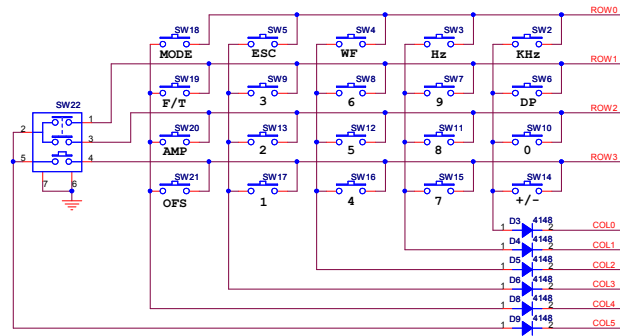 ROW0
SW18 SW5 SW4 SW3 SW2
MODE ESC WF Hz KHz
ROW1
SW19 SW9 SW8 SW7 SW6
F/T 3 6 9 DP
SW22
1
ROW2
2
SW20 SW13 SW12 SW11 SW10
3
AMP 2 5 8 0
5 4
ROW3
SW21 SW17 SW16 SW15 SW14
7 6
OFS 1 4 7 +/-
D3 4148 COL0
1 2
D4 4148 COL1
1 2
D5 4148 COL2
1 2
D6 4148 COL3
1 2
D8 4148 COL4
1 2
D9 4148 COL5
1 2